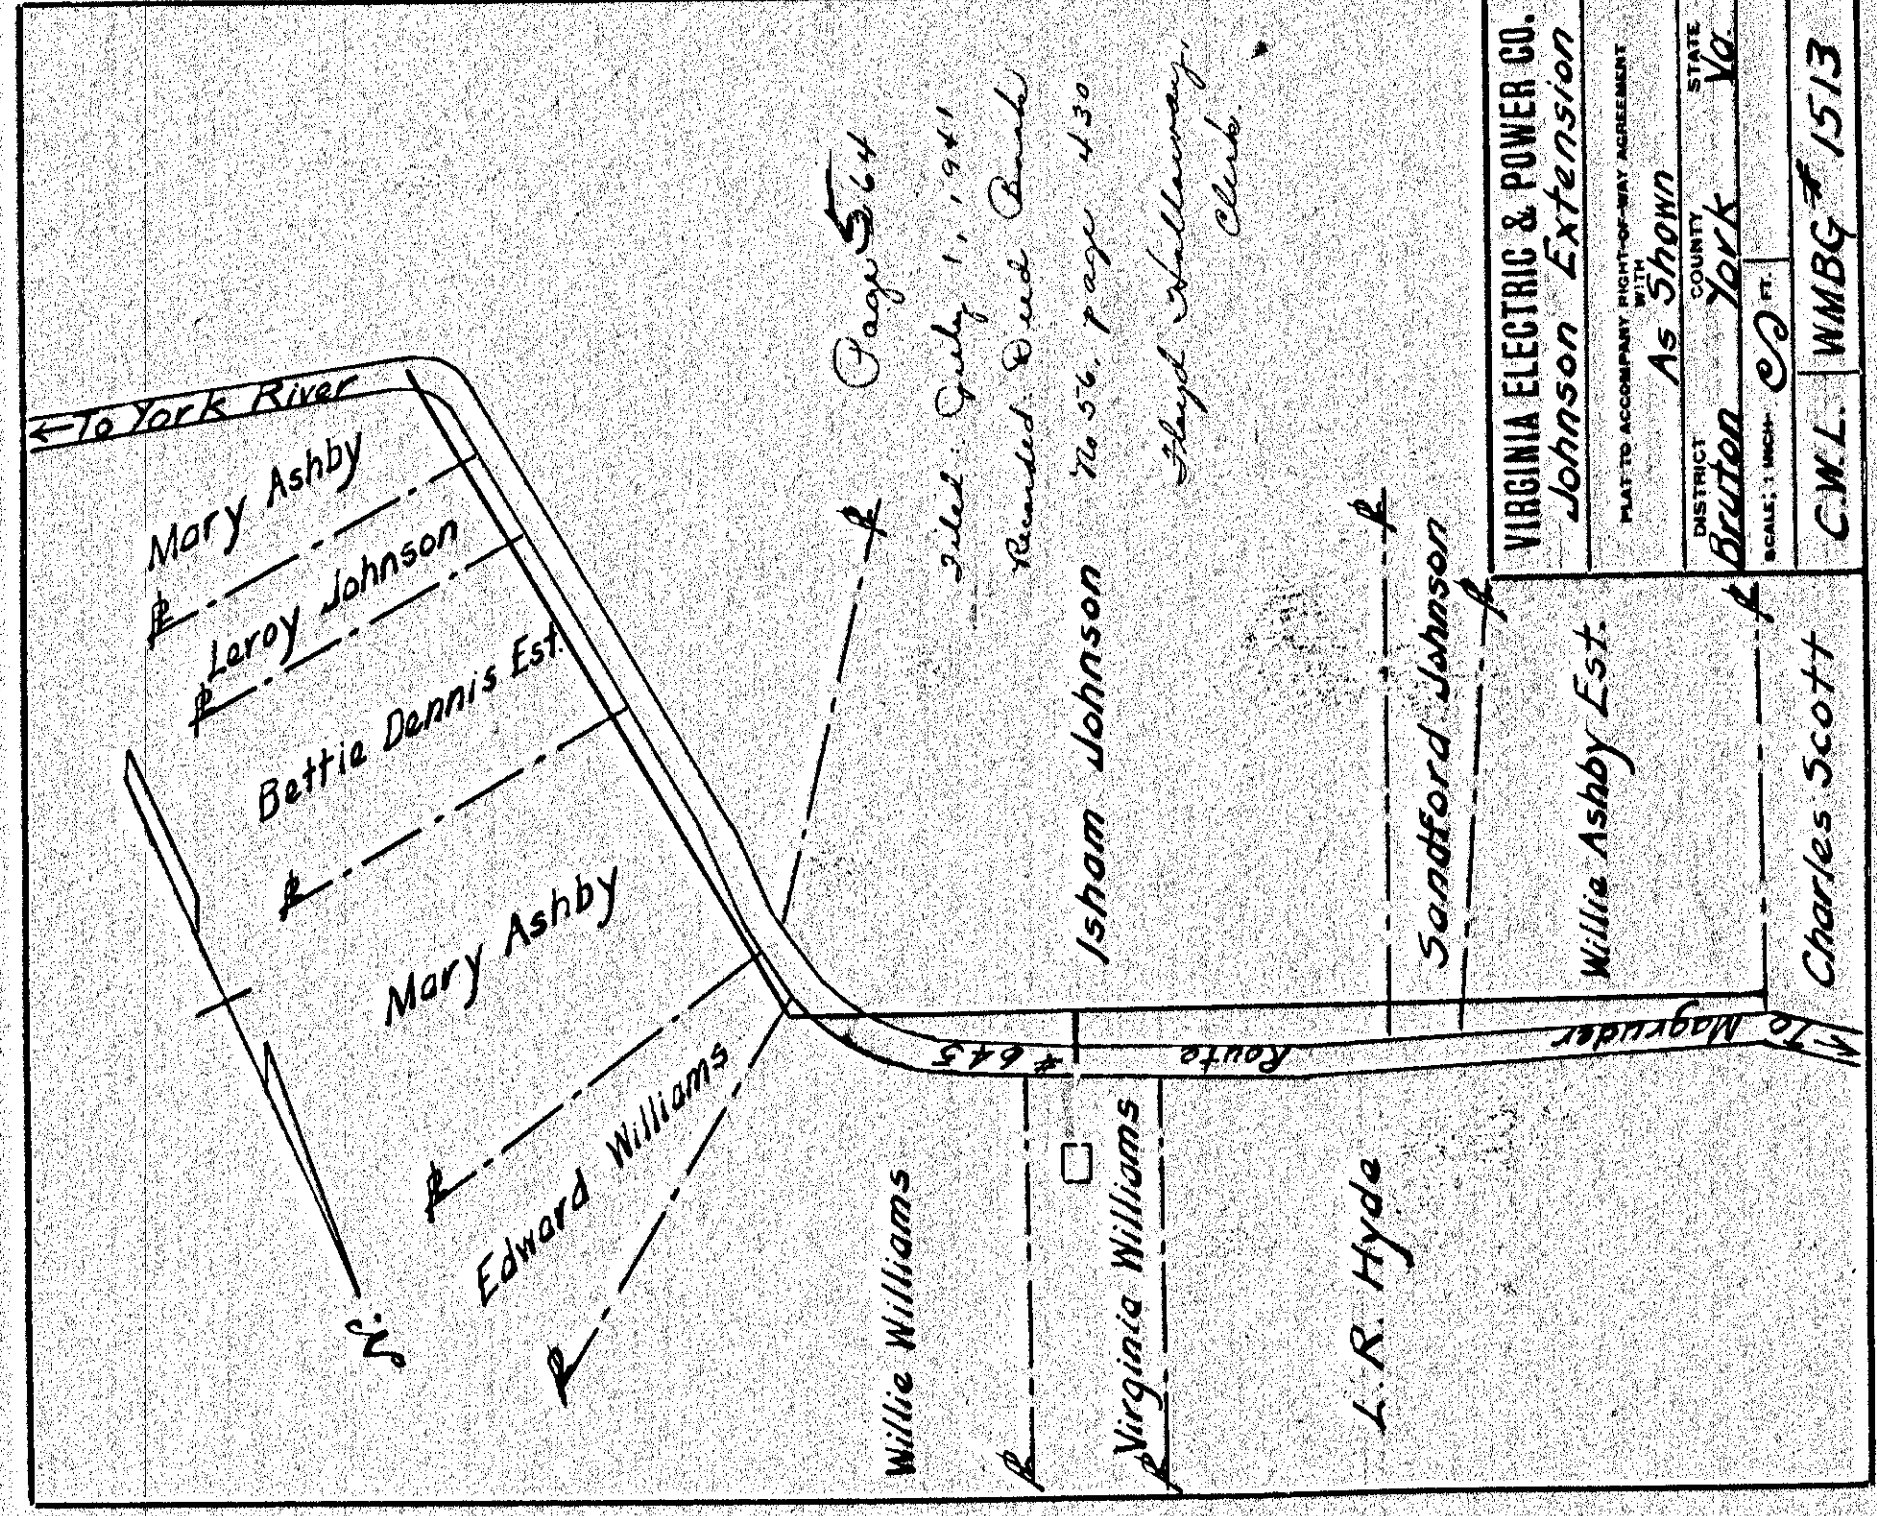 ← To York River
Mary Ashby
Leroy Johnson
Bettie Dennis Est.
Mary Ashby
Edward Williams
N.
Willie Williams
Virginia Williams
L.R. Hyde
Route #645
To Magruder
Isham Johnson
Sandford Johnson
Willie Ashby Est.
Charles Scott
Page 564
Filed: July 1, 1941
Recorded: Deed Book
No 56, page 430
Floyd Holloway,
Clerk.
VIRGINIA ELECTRIC & POWER CO.
Johnson Extension
PLAT TO ACCOMPANY RIGHT-OF-WAY AGREEMENT
WITH
As Shown
DISTRICT COUNTY STATE
Bruton York Va.
SCALE: 1 INCH FT.
C.W.L. WMBG # 1513